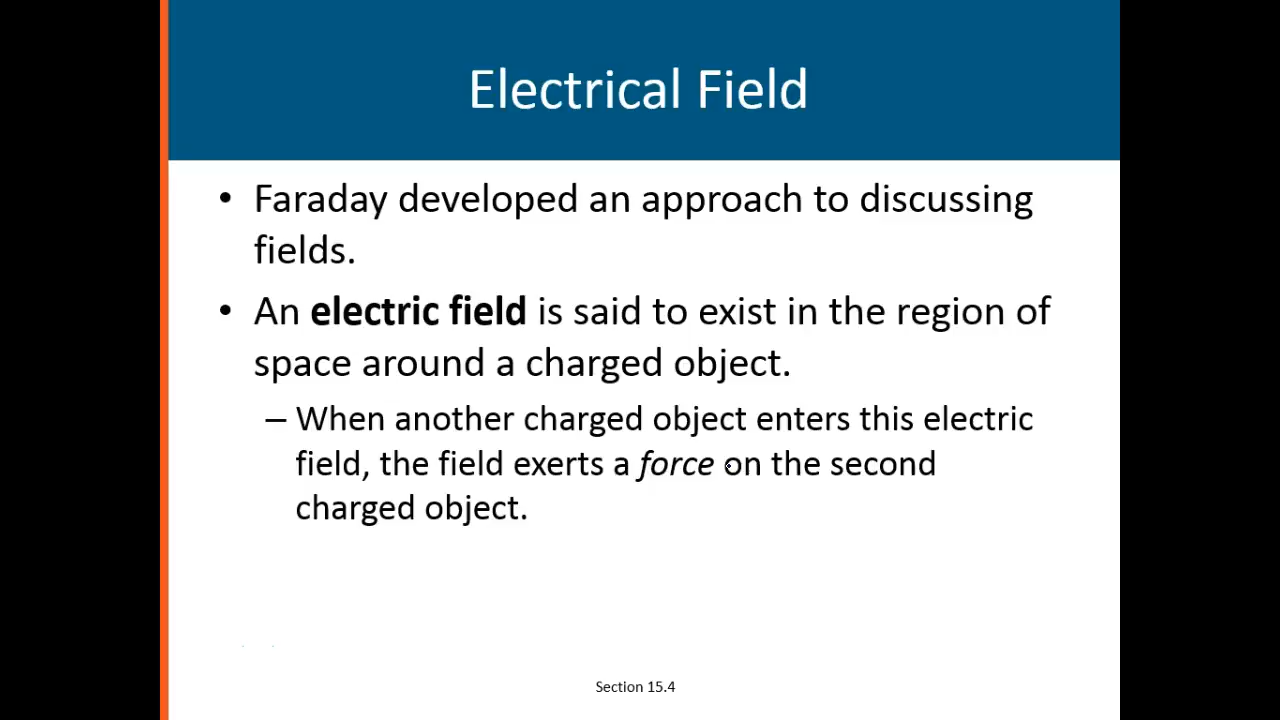 Electrical Field
• Faraday developed an approach to discussing
fields.
• An electric field is said to exist in the region of
space around a charged object.
– When another charged object enters this electric
field, the field exerts a force on the second
charged object.
Section 15.4